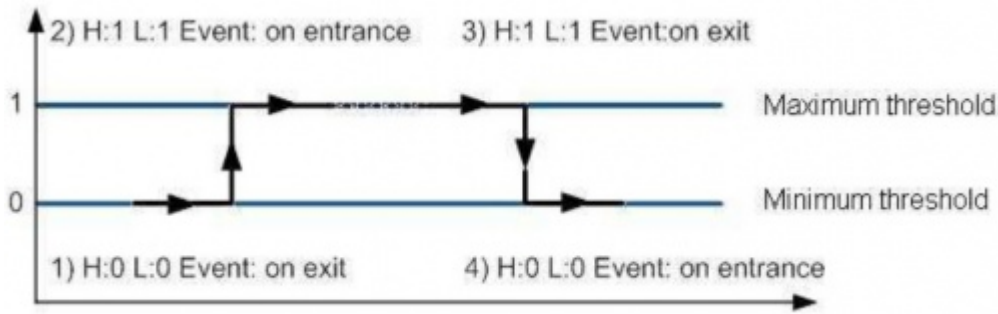 2) H:1 L:1 Event: on entrance
3) H:1 L:1 Event:on exit
1
Maximum threshold
0
Minimum threshold
1) H:0 L:0 Event: on exit
4) H:0 L:0 Event: on entrance